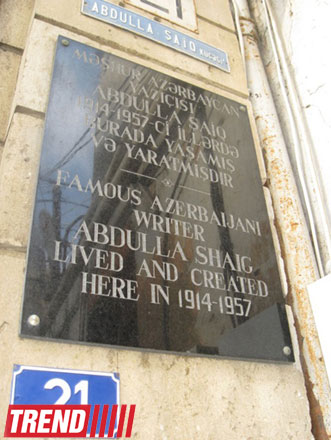 ABDULLA ŞAİQ KÜÇƏSİ
MƏŞHUR AZƏRBAYCAN
YAZIÇISI
ABDULLA ŞAİQ
1914-1957-Cİ İLLƏRDƏ
BURADA YAŞAMIŞ
VƏ YARATMIŞDIR
FAMOUS AZERBAIJANI
WRITER
ABDULLA SHAIG
LIVED AND CREATED
HERE IN 1914-1957
21
TREND